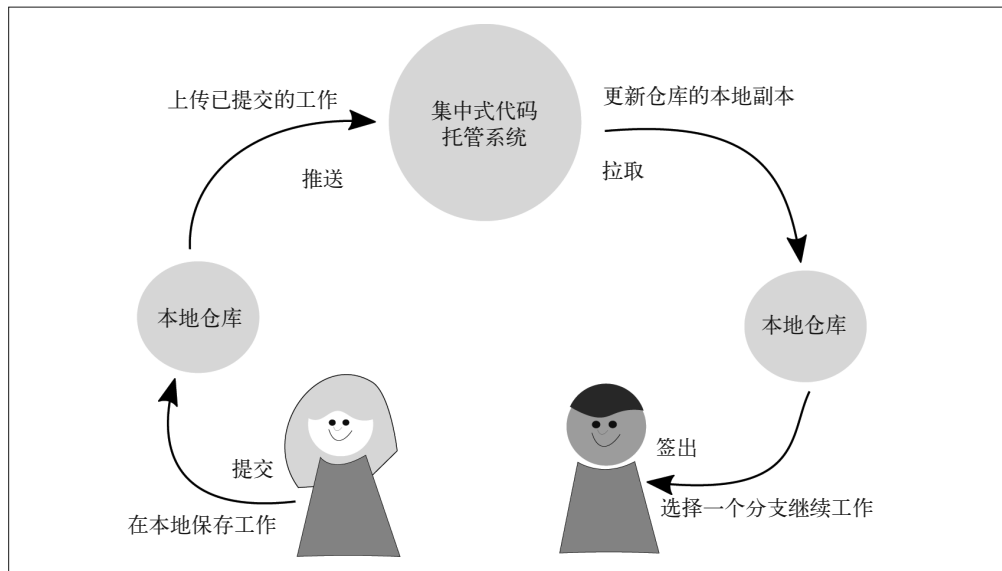 上传已提交的工作
集中式代码
托管系统
更新仓库的本地副本
推送
拉取
本地仓库
本地仓库
提交
签出
在本地保存工作
选择一个分支继续工作